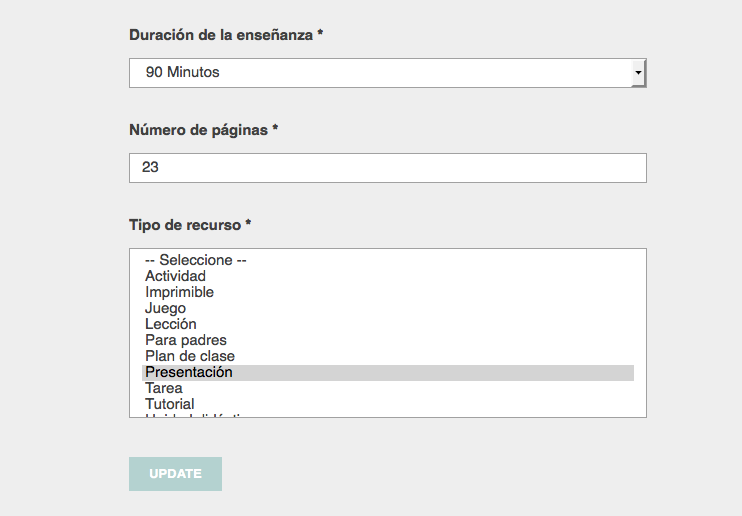 Duración de la enseñanza *
90 Minutos
Número de páginas *
23
Tipo de recurso *
-- Seleccione --
Actividad
Imprimible
Juego
Lección
Para padres
Plan de clase
Presentación
Tarea
Tutorial
UPDATE